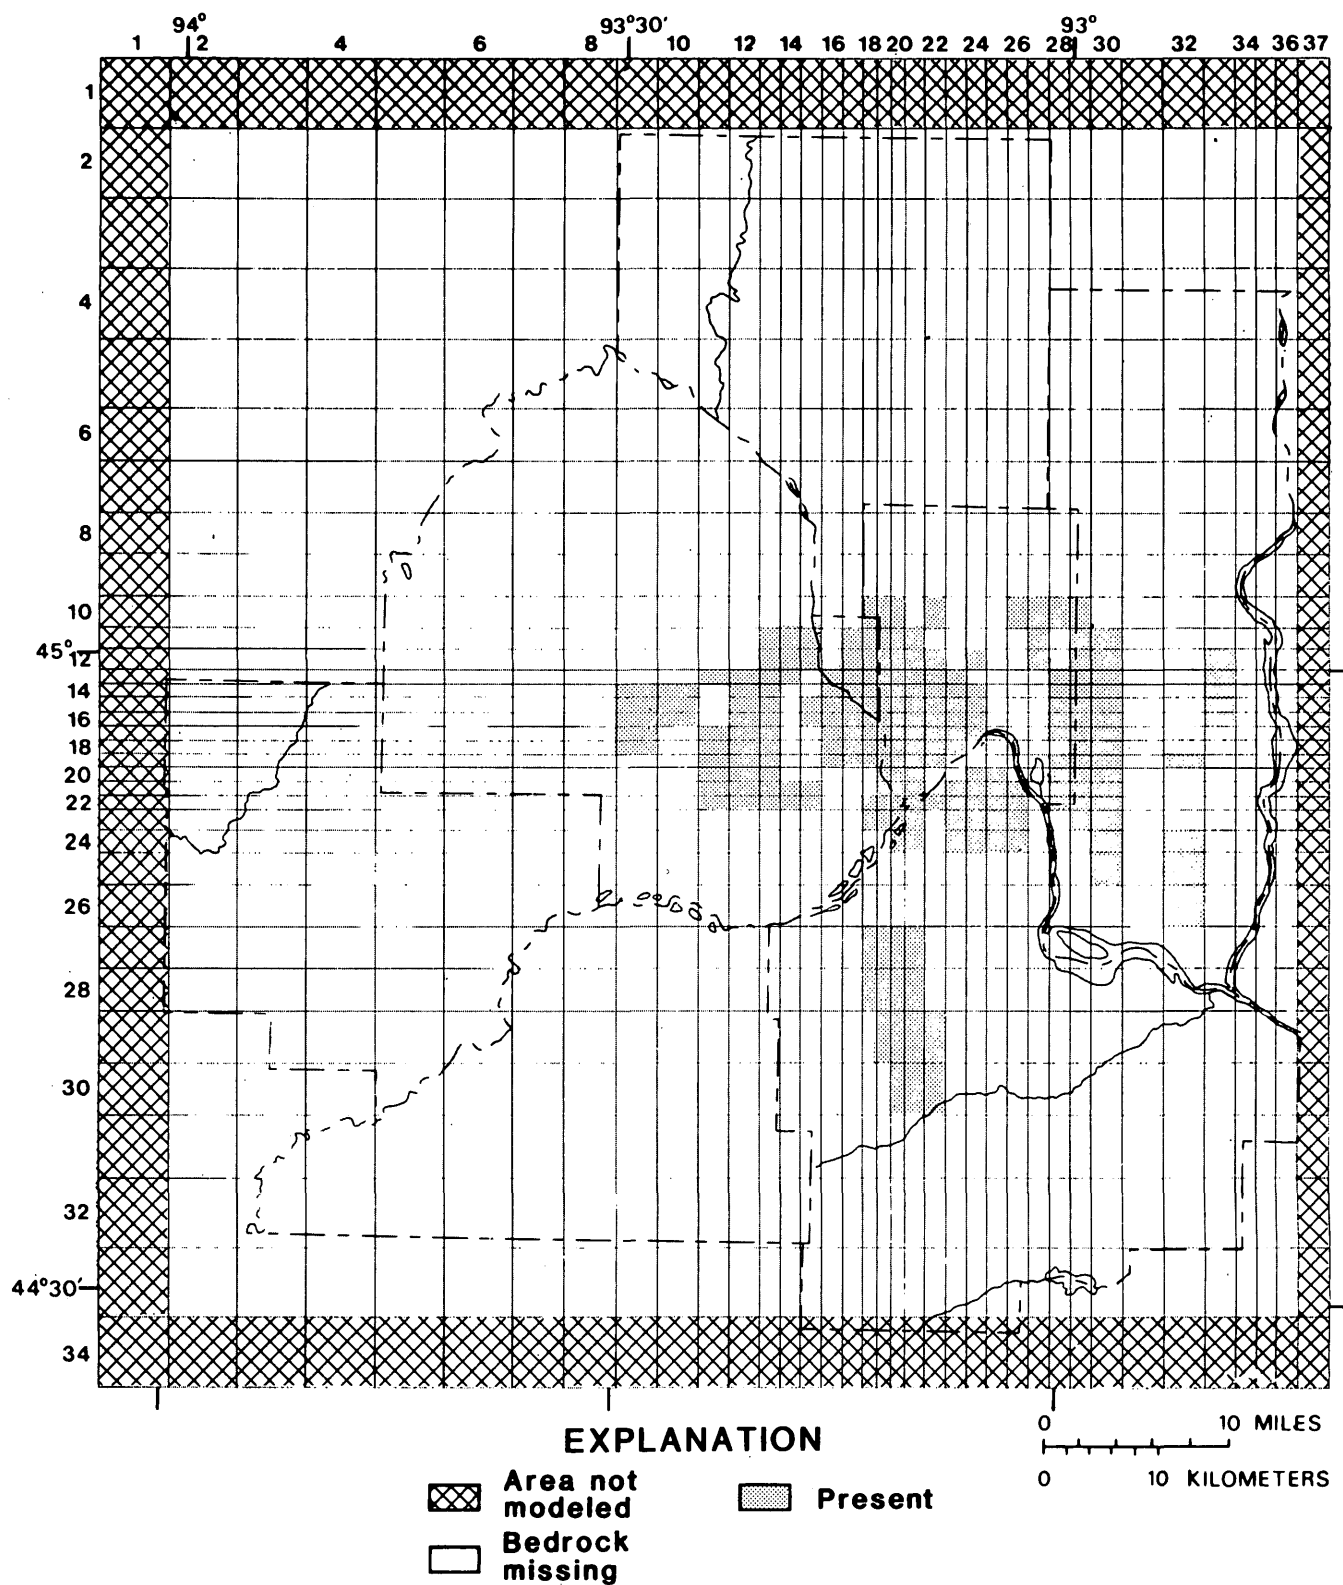 94° 93°30′ 93°
1 2 4 6 8 10 12 14 16 18 20 22 24 26 28 30 32 34 36 37
1
2
4
6
8
10
45°
12
14
16
18
20
22
24
26
28
30
32
44°30′
34
EXPLANATION
0 10 MILES
0 10 KILOMETERS
Area not
modeled
Present
Bedrock
missing